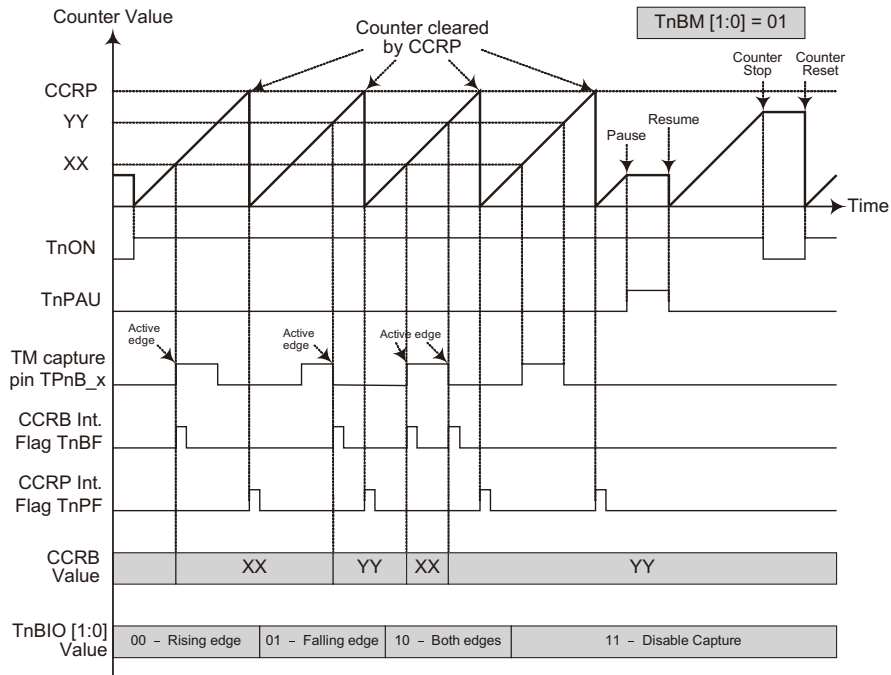 Counter Value
TnBM [1:0] = 01
Counter cleared
by CCRP
Counter
Stop
Counter
Reset
CCRP
YY
XX
Pause
Resume
Time
TnON
TnPAU
Active
edge
Active
edge
Active edge
TM capture
pin TPnB_x
CCRB Int.
Flag TnBF
CCRP Int.
Flag TnPF
CCRB
Value
XX
YY
XX
YY
TnBIO [1:0]
Value
00 – Rising edge
01 – Falling edge
10 – Both edges
11 – Disable Capture